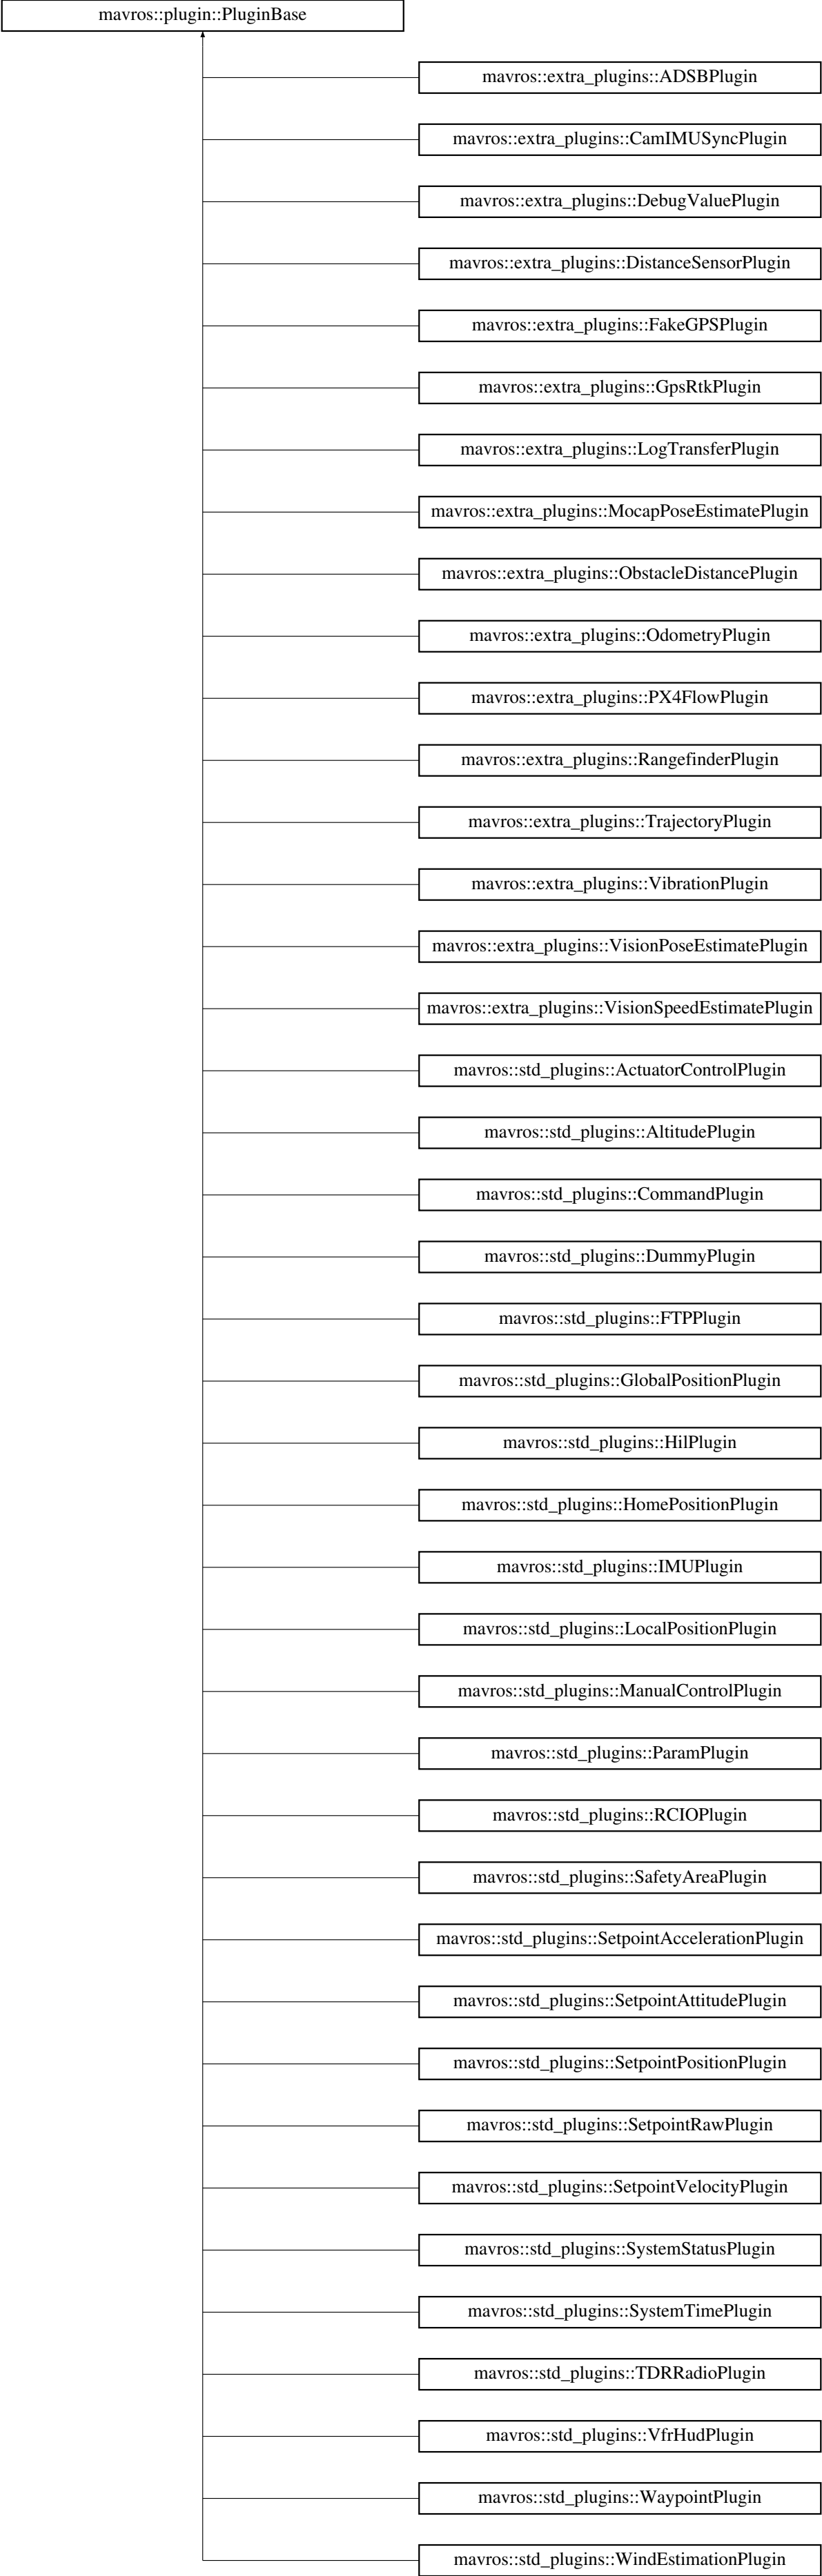 mavros::plugin::PluginBase
mavros::extra_plugins::ADSBPlugin
mavros::extra_plugins::CamIMUSyncPlugin
mavros::extra_plugins::DebugValuePlugin
mavros::extra_plugins::DistanceSensorPlugin
mavros::extra_plugins::FakeGPSPlugin
mavros::extra_plugins::GpsRtkPlugin
mavros::extra_plugins::LogTransferPlugin
mavros::extra_plugins::MocapPoseEstimatePlugin
mavros::extra_plugins::ObstacleDistancePlugin
mavros::extra_plugins::OdometryPlugin
mavros::extra_plugins::PX4FlowPlugin
mavros::extra_plugins::RangefinderPlugin
mavros::extra_plugins::TrajectoryPlugin
mavros::extra_plugins::VibrationPlugin
mavros::extra_plugins::VisionPoseEstimatePlugin
mavros::extra_plugins::VisionSpeedEstimatePlugin
mavros::std_plugins::ActuatorControlPlugin
mavros::std_plugins::AltitudePlugin
mavros::std_plugins::CommandPlugin
mavros::std_plugins::DummyPlugin
mavros::std_plugins::FTPPlugin
mavros::std_plugins::GlobalPositionPlugin
mavros::std_plugins::HilPlugin
mavros::std_plugins::HomePositionPlugin
mavros::std_plugins::IMUPlugin
mavros::std_plugins::LocalPositionPlugin
mavros::std_plugins::ManualControlPlugin
mavros::std_plugins::ParamPlugin
mavros::std_plugins::RCIOPlugin
mavros::std_plugins::SafetyAreaPlugin
mavros::std_plugins::SetpointAccelerationPlugin
mavros::std_plugins::SetpointAttitudePlugin
mavros::std_plugins::SetpointPositionPlugin
mavros::std_plugins::SetpointRawPlugin
mavros::std_plugins::SetpointVelocityPlugin
mavros::std_plugins::SystemStatusPlugin
mavros::std_plugins::SystemTimePlugin
mavros::std_plugins::TDRRadioPlugin
mavros::std_plugins::VfrHudPlugin
mavros::std_plugins::WaypointPlugin
mavros::std_plugins::WindEstimationPlugin